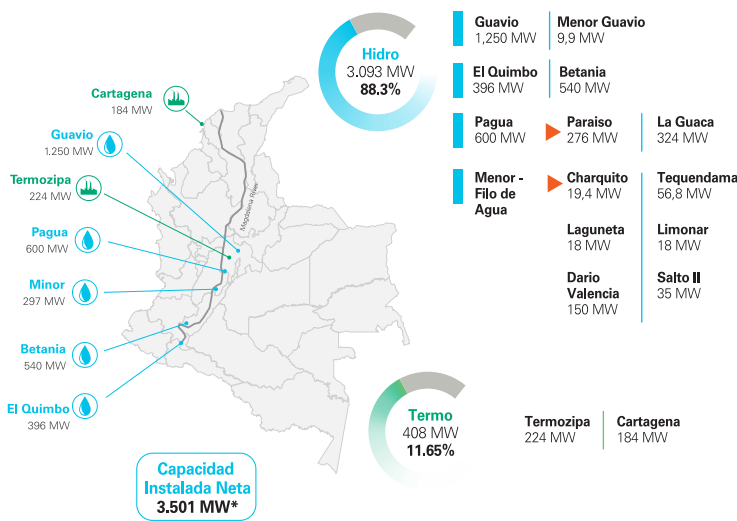 Cartagena
184 MW
Guavio
1.250 MW
Termozipa
224 MW
Pagua
600 MW
Minor
297 MW
Betania
540 MW
El Quimbo
396 MW
Magdalena River
Capacidad
Instalada Neta
3.501 MW*
Hidro
3.093 MW
88.3%
Guavio
1,250 MW
Menor Guavio
9,9 MW
El Quimbo
396 MW
Betania
540 MW
Pagua
600 MW
Paraiso
276 MW
La Guaca
324 MW
Menor -
Filo de
Agua
Charquito
19,4 MW
Tequendama
56,8 MW
Laguneta
18 MW
Limonar
18 MW
Dario
Valencia
150 MW
Salto II
35 MW
Termo
408 MW
11.65%
Termozipa
224 MW
Cartagena
184 MW